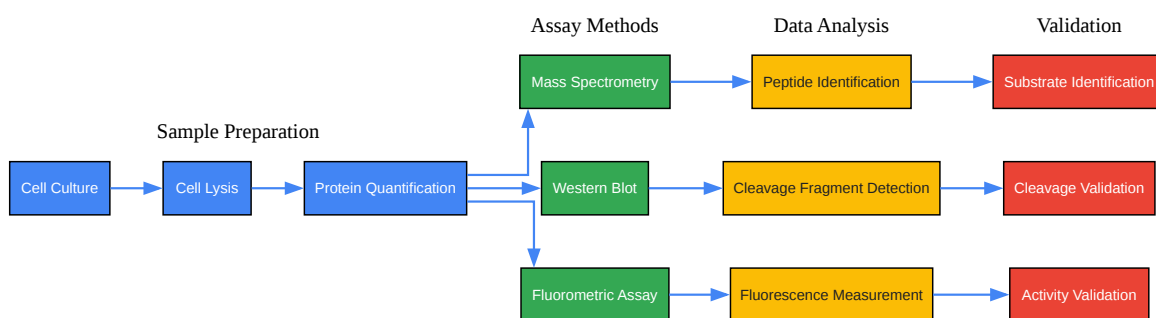 Assay Methods
Data Analysis
Validation
Mass Spectrometry
Peptide Identification
Substrate Identification
Sample Preparation
Cell Culture
Cell Lysis
Protein Quantification
Western Blot
Cleavage Fragment Detection
Cleavage Validation
Fluorometric Assay
Fluorescence Measurement
Activity Validation